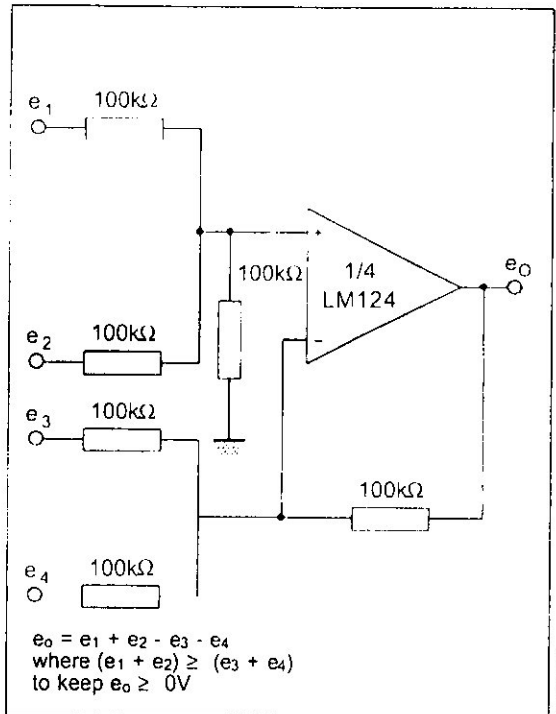 e1
100kΩ
100kΩ
+
1/4
LM124
-
eO
e2
100kΩ
e3
100kΩ
100kΩ
e4
100kΩ
eo = e1 + e2 - e3 - e4
where (e1 + e2) ≥ (e3 + e4)
to keep eo ≥ 0V